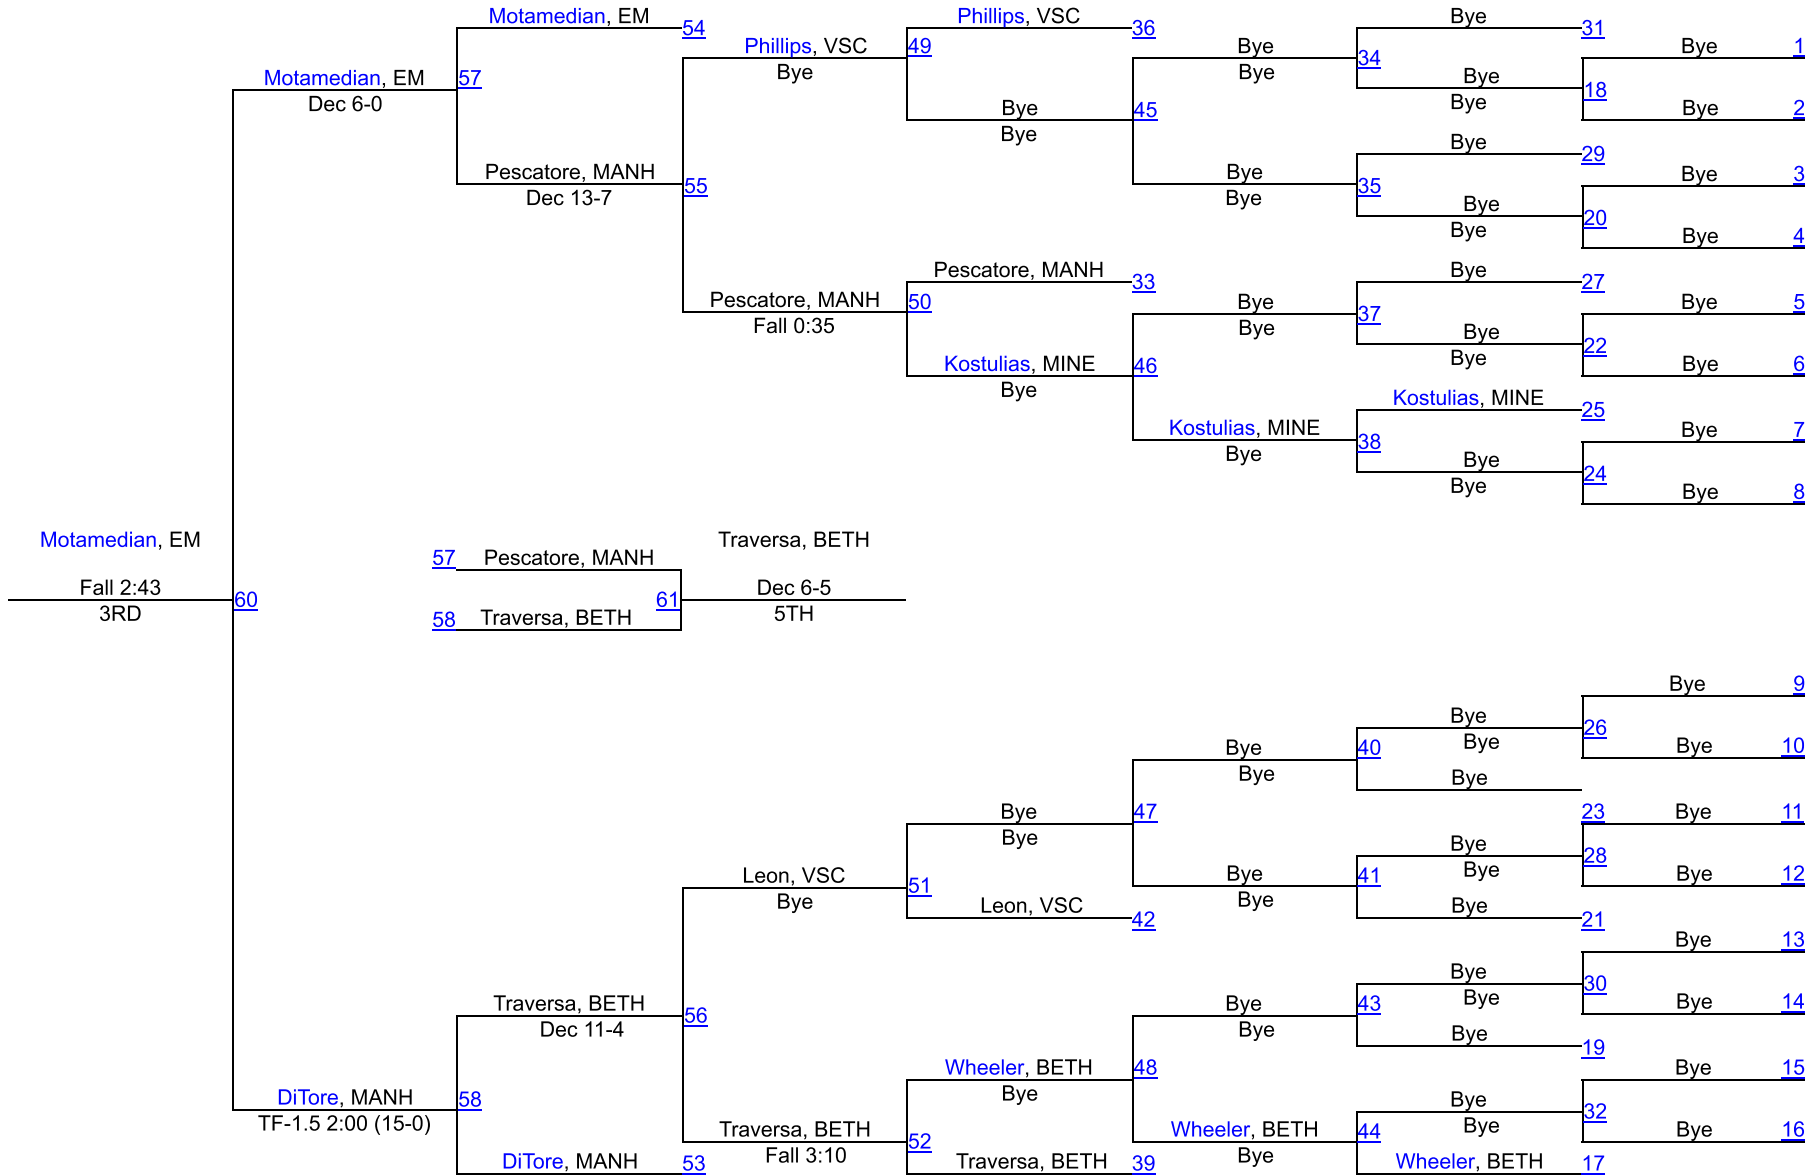 Motamedian, EM
54
Phillips, VSC
36
Bye
31
Phillips, VSC
49
Bye
34
Bye
1
Bye
Bye
Motamedian, EM
57
Bye
18
Dec 6-0
Bye
Bye
45
Bye
2
Bye
Bye
29
Pescatore, MANH
55
Bye
35
Bye
3
Dec 13-7
Bye
Bye
20
Bye
Bye
4
Pescatore, MANH
33
Bye
27
Pescatore, MANH
50
Bye
37
Bye
5
Fall 0:35
Bye
Bye
22
Bye
Kostulias, MINE
46
Bye
6
Bye
Kostulias, MINE
25
Kostulias, MINE
38
Bye
7
Bye
Bye
24
Bye
Bye
8
Motamedian, EM
Traversa, BETH
57
Pescatore, MANH
Fall 2:43
60
61
Dec 6-5
3RD
58
Traversa, BETH
5TH
Bye
9
Bye
26
Bye
40
Bye
Bye
10
Bye
Bye
Bye
47
23
Bye
11
Bye
Bye
28
Bye
Leon, VSC
51
Bye
41
Bye
12
Bye
Bye
Leon, VSC
42
Bye
21
Bye
13
Bye
30
Traversa, BETH
56
Bye
43
Bye
Bye
14
Dec 11-4
Bye
Bye
19
Wheeler, BETH
48
Bye
15
Bye
DiTore, MANH
58
Bye
32
TF-1.5 2:00 (15-0)
Bye
Traversa, BETH
52
Wheeler, BETH
44
Bye
16
Fall 3:10
Bye
DiTore, MANH
53
Traversa, BETH
39
Wheeler, BETH
17